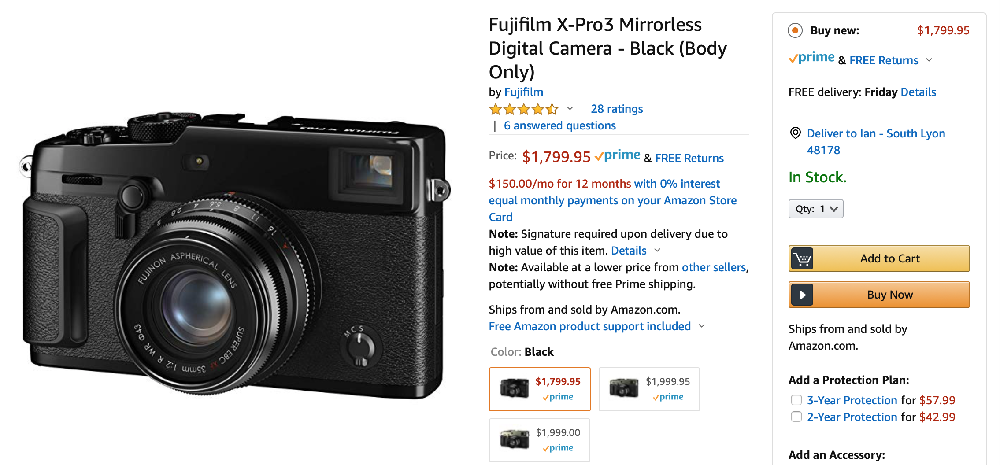 Fujifilm X-Pro3 Mirrorless
Digital Camera - Black (Body
Only)
by Fujifilm
28 ratings
| 6 answered questions
Price: $1,799.95 prime & FREE Returns
$150.00/mo for 12 months with 0% interest
equal monthly payments on your Amazon Store
Card
Note: Signature required upon delivery due to
high value of this item. Details
Note: Available at a lower price from other sellers,
potentially without free Prime shipping.
Ships from and sold by Amazon.com.
Free Amazon product support included
Color: Black
$1,799.95
prime
$1,999.95
prime
$1,999.00
prime
Buy new: $1,799.95
prime & FREE Returns
FREE delivery: Friday Details
Deliver to Ian - South Lyon
48178
In Stock.
Qty: 1
Add to Cart
Buy Now
Ships from and sold by
Amazon.com.
Add a Protection Plan:
3-Year Protection for $57.99
2-Year Protection for $42.99
Add an Accessory:
FUJIFILM X-Pro3
2 2.8 4 5.6 8 11 16 A
FUJINON ASPHERICAL LENS
SUPER EBC XF 35mm 1:2 R WR Φ43
M C S